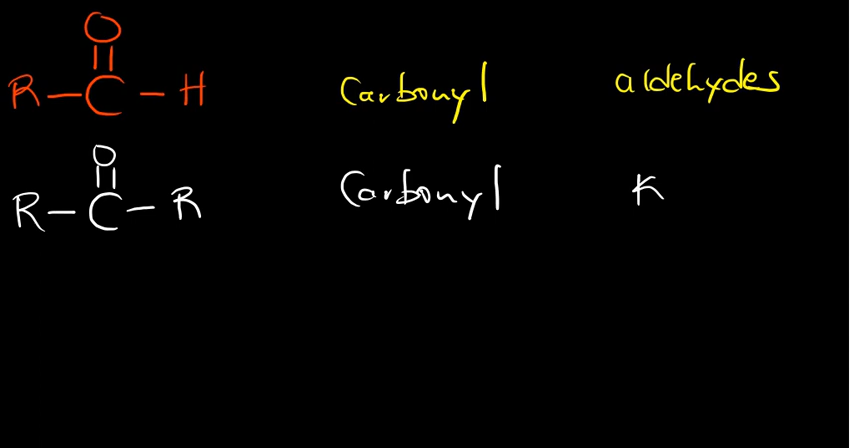 O
R—C—H Carbonyl aldehydes
O
R—C—R Carbonyl K